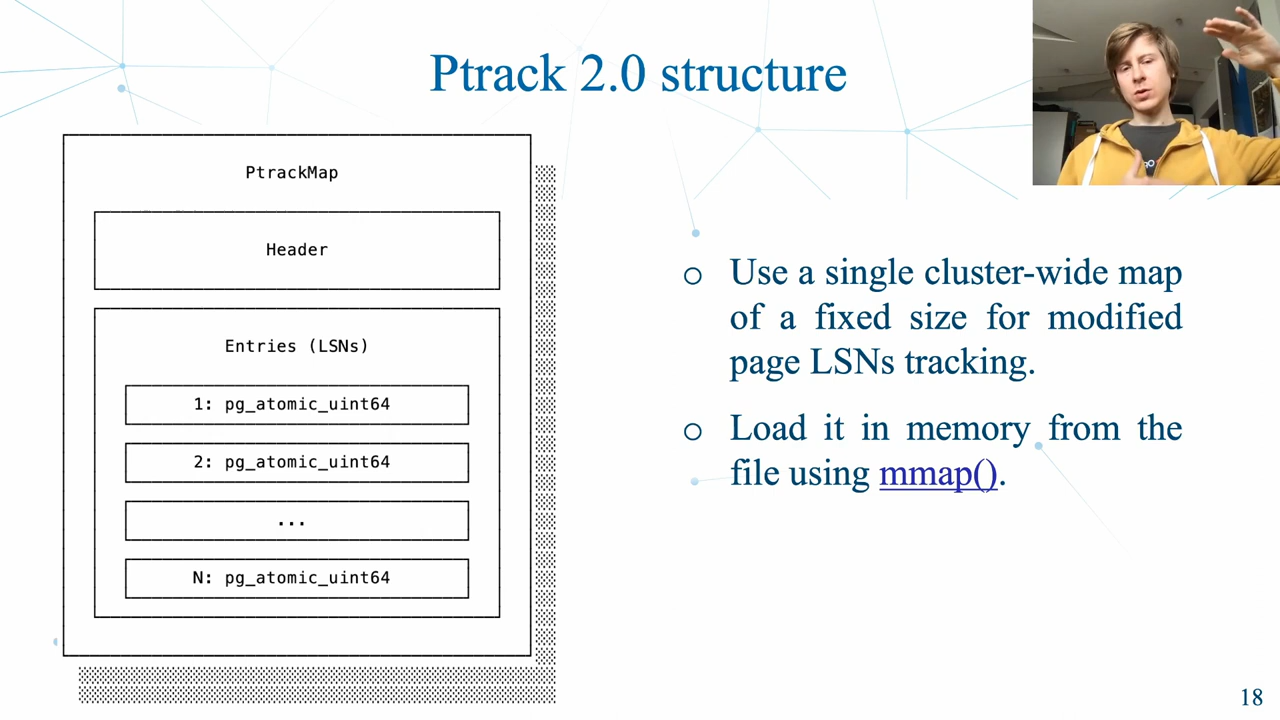 Ptrack 2.0 structure
PtrackMap
Header
Entries (LSNs)
1: pg_atomic_uint64
2: pg_atomic_uint64
...
N: pg_atomic_uint64
o Use a single cluster-wide map
of a fixed size for modified
page LSNs tracking.
o Load it in memory from the
file using mmap().
18